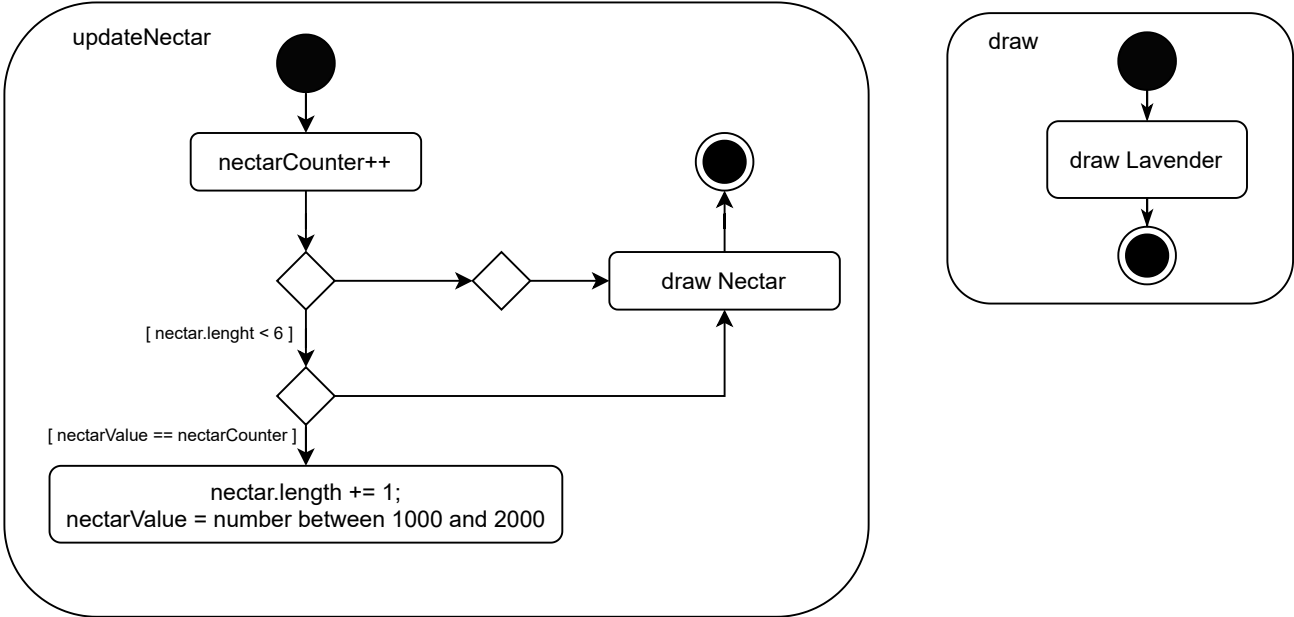 updateNectar
nectarCounter++
[ nectar.lenght < 6 ]
draw Nectar
[ nectarValue == nectarCounter ]
nectar.length += 1;
nectarValue = number between 1000 and 2000
draw
draw Lavender